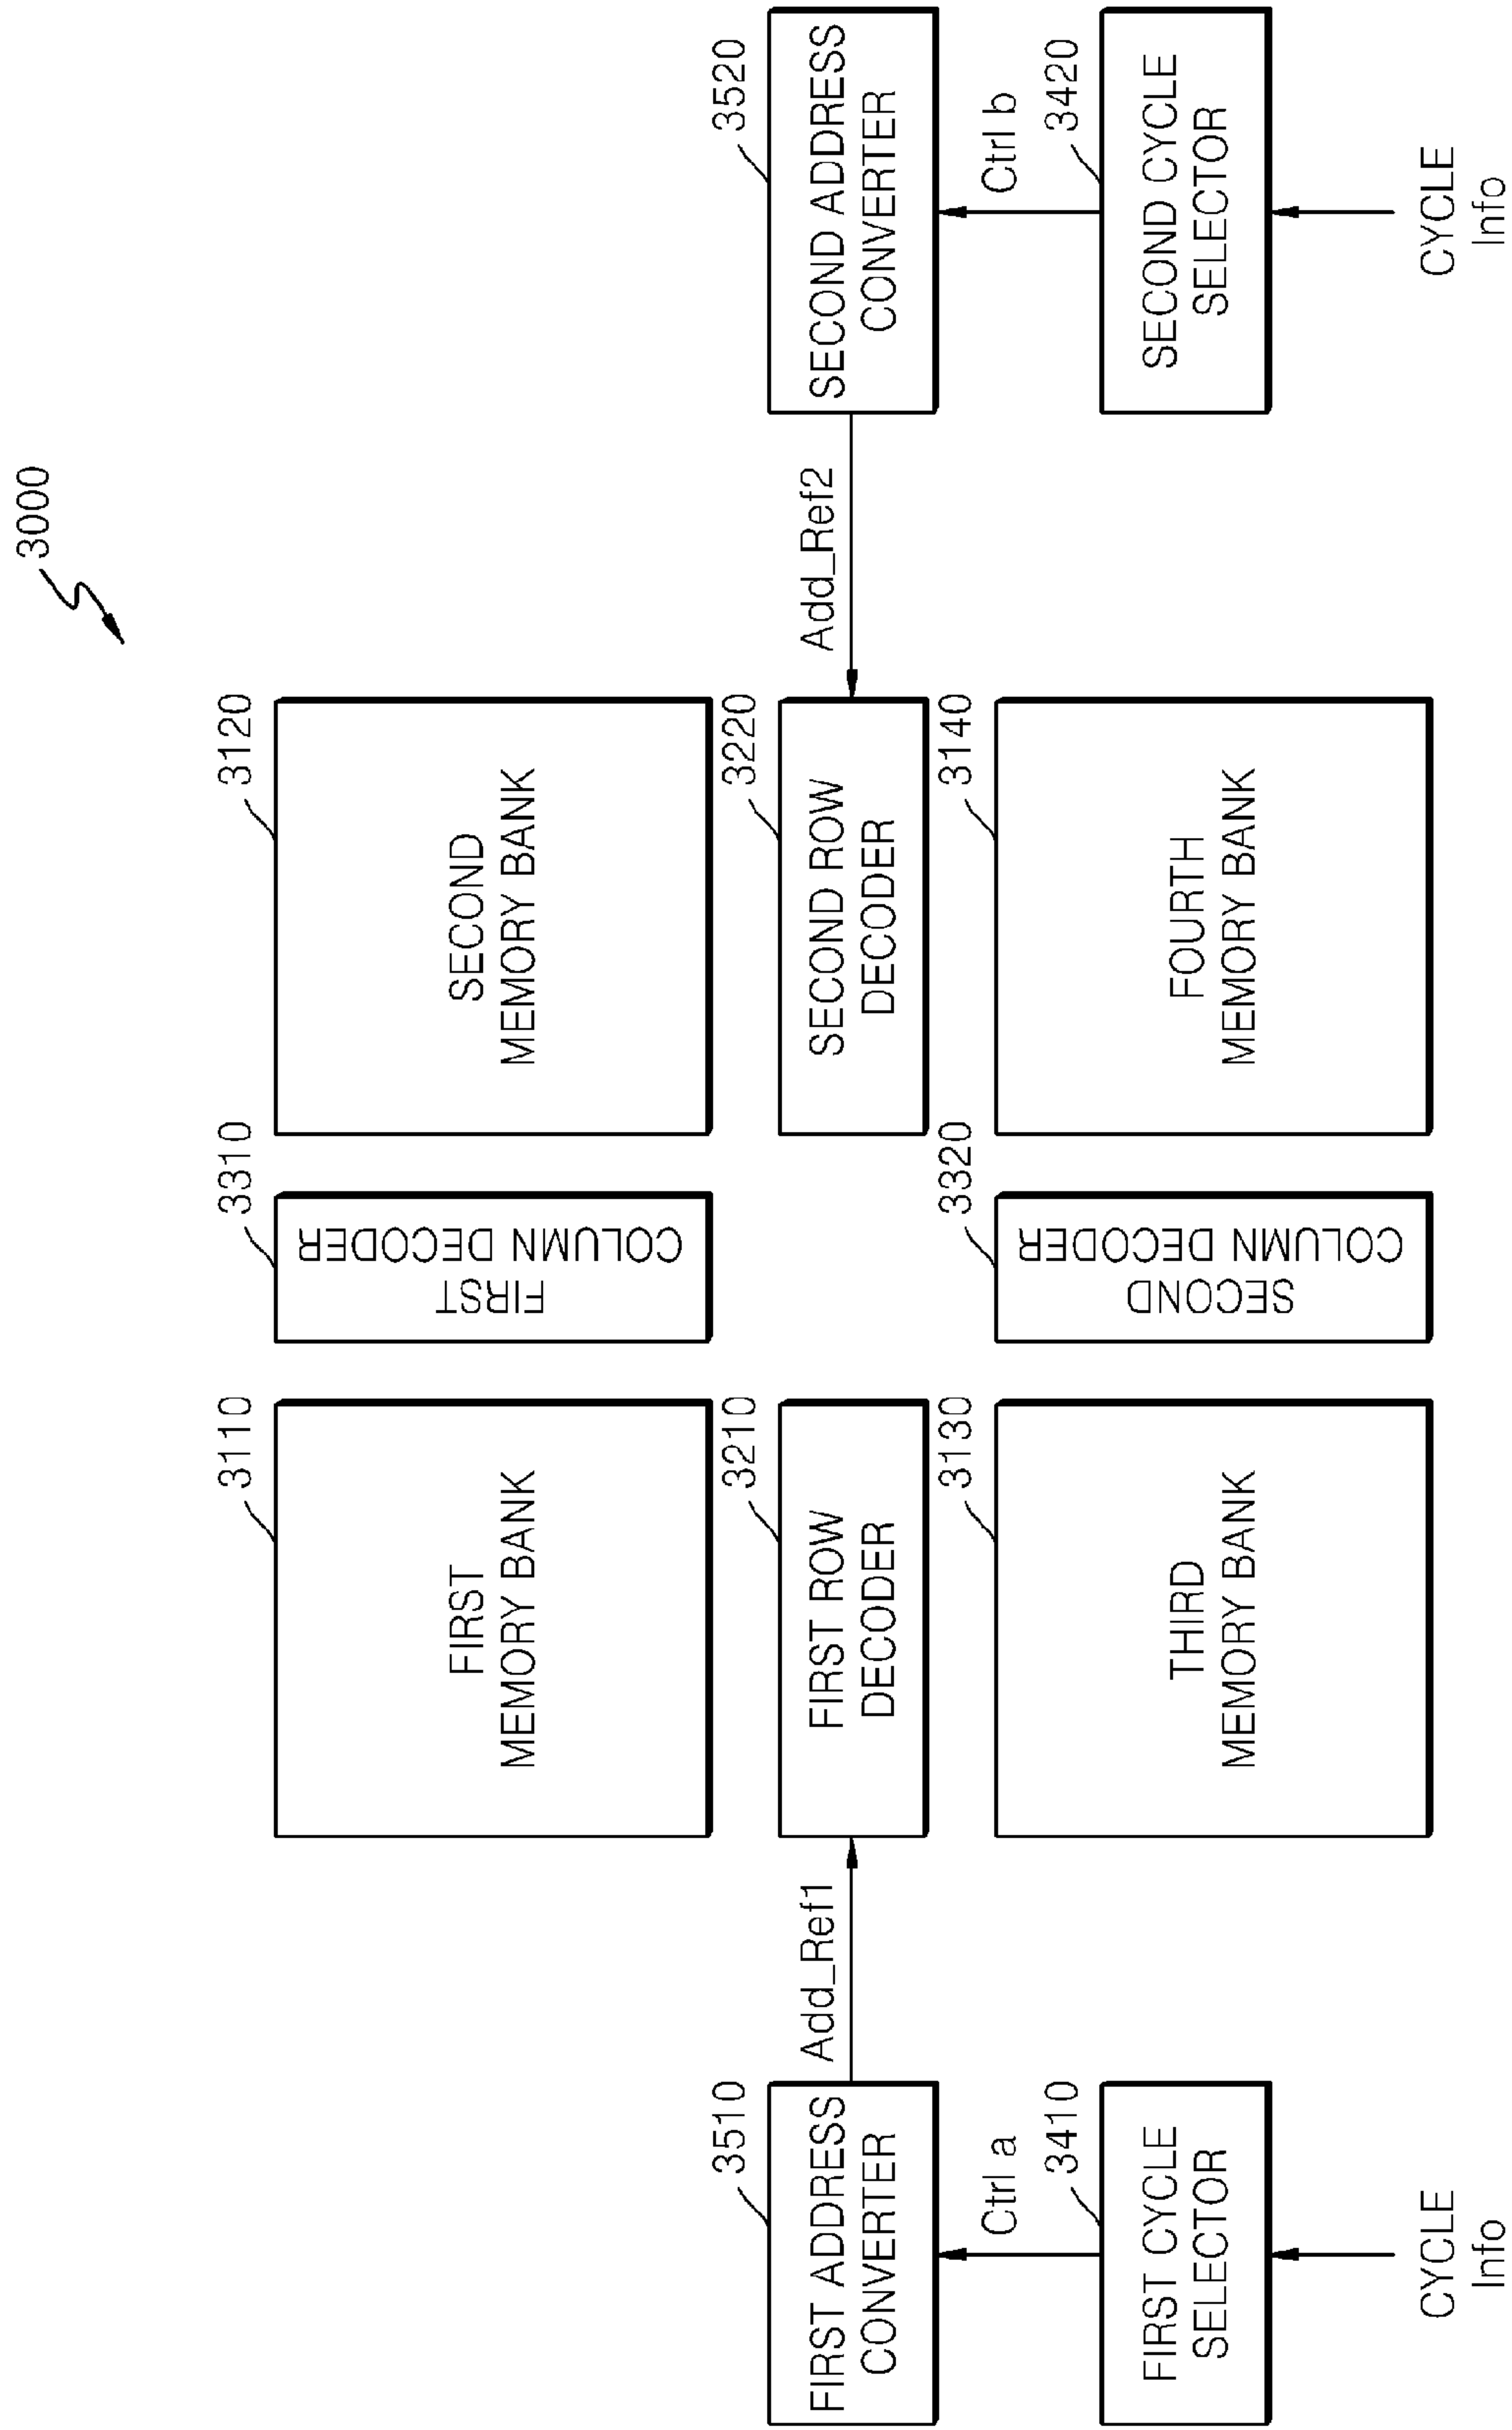 3000
3110
FIRST
MEMORY BANK
3310
FIRST
COLUMN DECODER
3120
SECOND
MEMORY BANK
3510
FIRST ADDRESS
CONVERTER
Add_Ref1
3210
FIRST ROW
DECODER
3220
SECOND ROW
DECODER
Add_Ref2
3520
SECOND ADDRESS
CONVERTER
Ctrl a
Ctrl b
3410
FIRST CYCLE
SELECTOR
3130
THIRD
MEMORY BANK
3320
SECOND
COLUMN DECODER
3140
FOURTH
MEMORY BANK
3420
SECOND CYCLE
SELECTOR
CYCLE
Info
CYCLE
Info